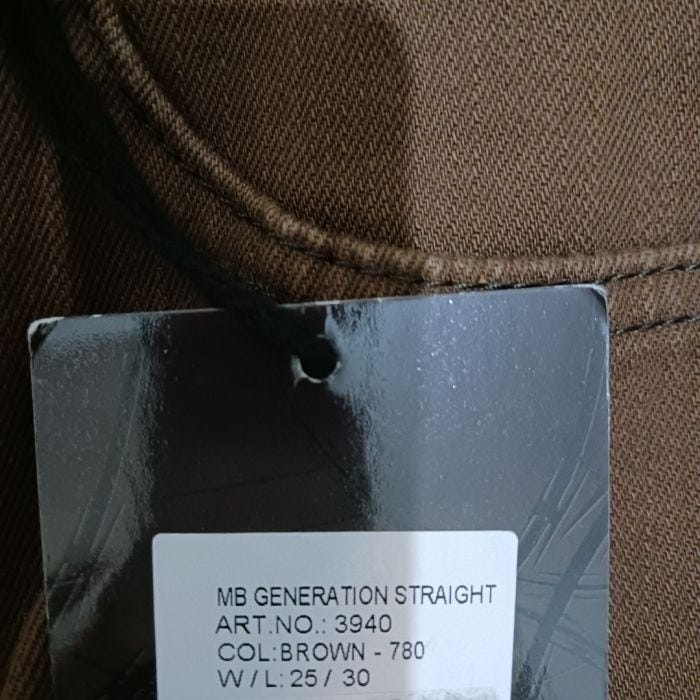 MB GENERATION STRAIGHT
ART.NO.: 3940
COL:BROWN - 780
W / L: 25 / 30